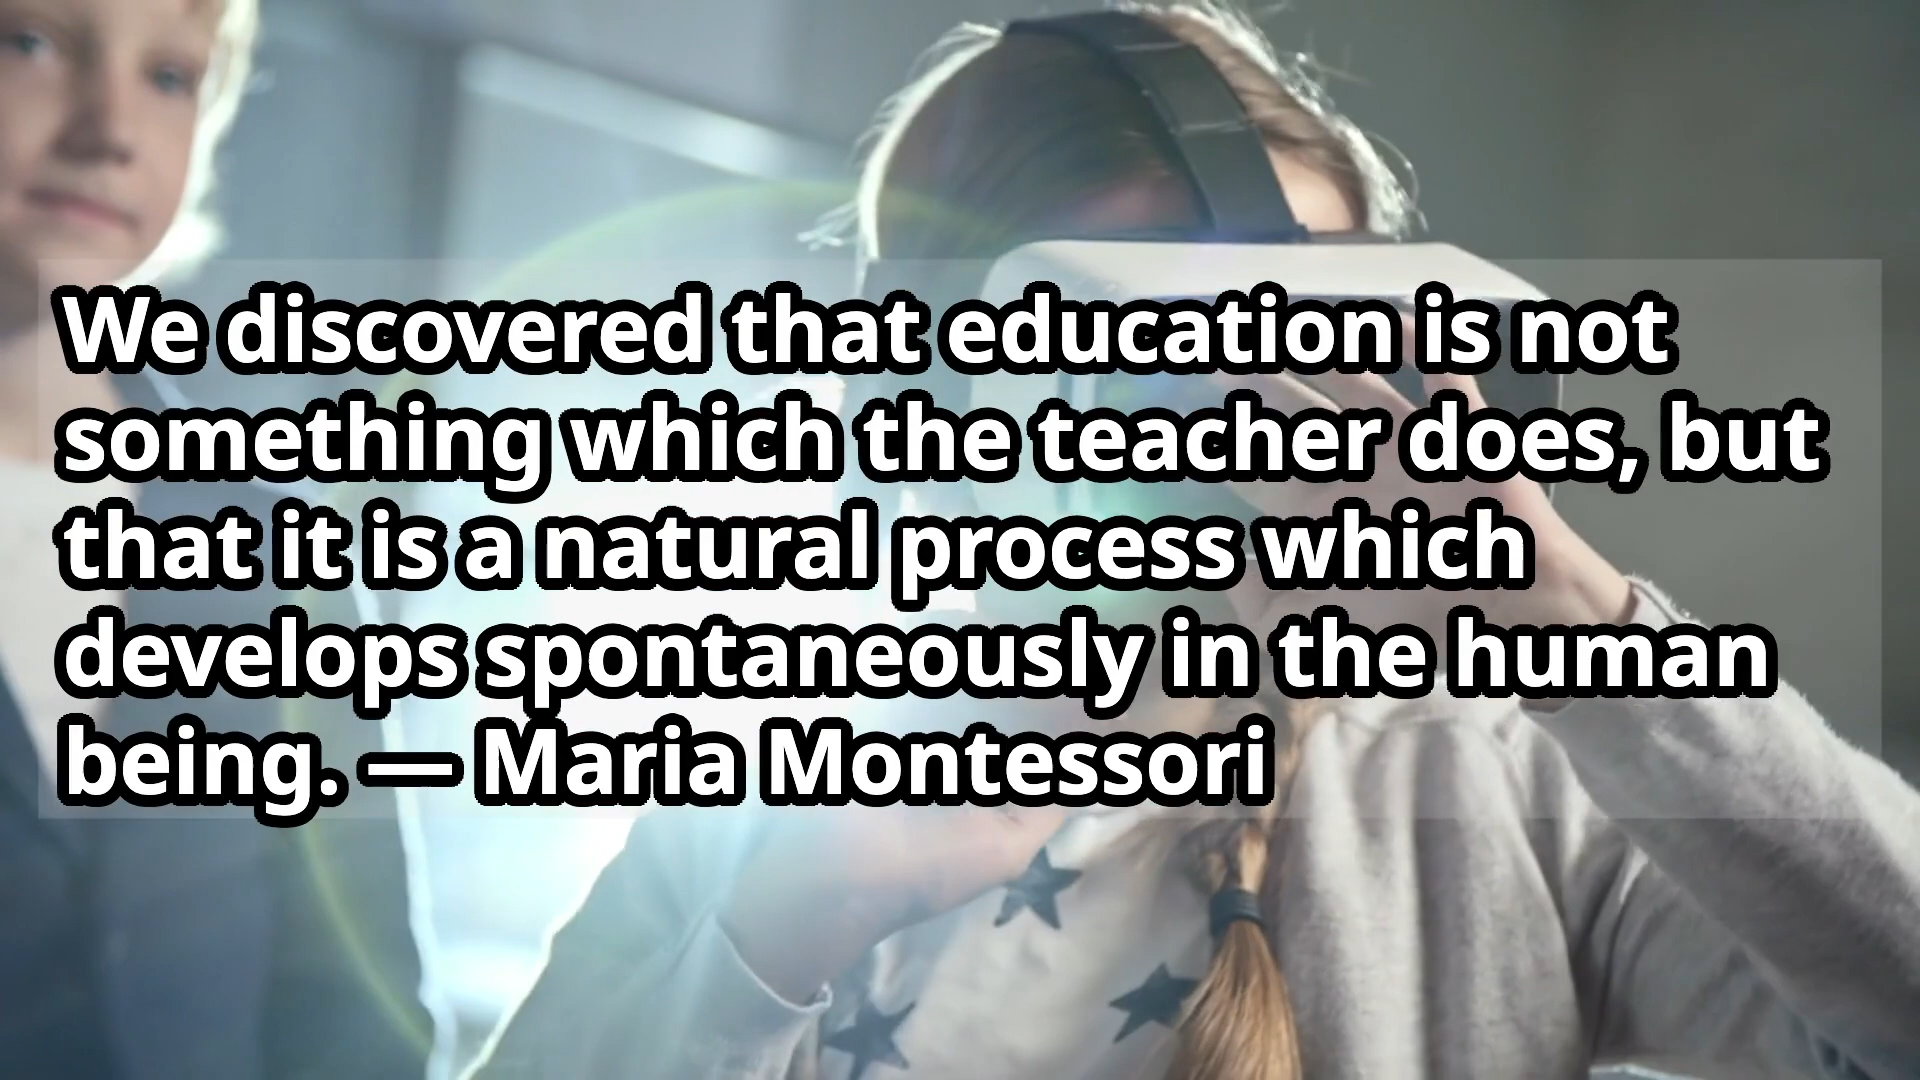 We discovered that education is not
something which the teacher does, but
that it is a natural process which
develops spontaneously in the human
being. — Maria Montessori